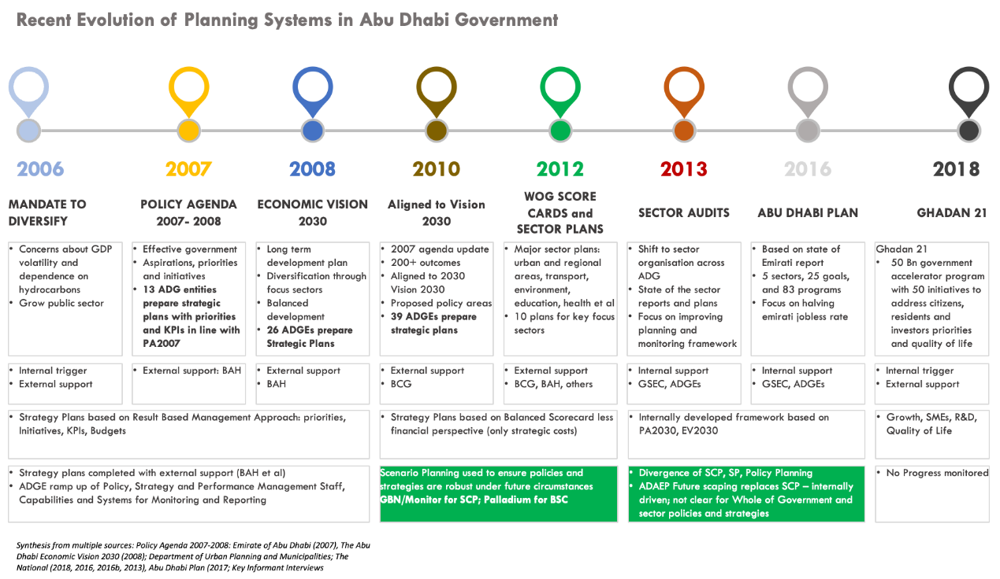 Recent Evolution of Planning Systems in Abu Dhabi Government
2006
2007
2008
2010
2012
2013
2016
2018
MANDATE TO
DIVERSIFY
POLICY AGENDA
2007- 2008
ECONOMIC VISION
2030
Aligned to Vision
2030
WOG SCORE
CARDS and
SECTOR PLANS
SECTOR AUDITS
ABU DHABI PLAN
GHADAN 21
• Concerns about GDP
volatility and
dependence on
hydrocarbons
• Grow public sector
• Effective government
• Aspirations, priorities
and initiatives
• 13 ADG entities
prepare strategic
plans with priorities
and KPIs in line with
PA2007
• Long term
development plan
• Diversification through
focus sectors
• Balanced
development
• 26 ADGEs prepare
Strategic Plans
• 2007 agenda update
• 200+ outcomes
• Aligned to 2030
Vision 2030
• Proposed policy areas
• 39 ADGEs prepare
strategic plans
• Major sector plans:
urban and regional
areas, transport,
environment,
education, health et al
• 10 plans for key focus
sectors
• Shift to sector
organisation across
ADG
• State of the sector
reports and plans
• Focus on improving
planning and
monitoring framework
• Based on state of
Emirati report
• 5 sectors, 25 goals,
and 83 programs
• Focus on halving
emirati jobless rate
Ghadan 21
• 50 Bn government
accelerator program
with 50 initiatives to
address citizens,
residents and
investors priorities
and quality of life
• Internal trigger
• External support
• External support: BAH
• External support
• BAH
• External support
• BCG
• External support
• BCG, BAH, others
• Internal support
• GSEC, ADGEs
• Internal support
• GSEC, ADGEs
• Internal trigger
• External support
• Strategy Plans based on Result Based Management Approach: priorities,
Initiatives, KPIs, Budgets
• Strategy Plans based on Balanced Scorecard less
financial perspective (only strategic costs)
• Internally developed framework based on
PA2030, EV2030
• Growth, SMEs, R&D,
Quality of Life
• Strategy plans completed with external support (BAH et al)
• ADGE ramp up of Policy, Strategy and Performance Management Staff,
Capabilities and Systems for Monitoring and Reporting
Scenario Planning used to ensure policies and
strategies are robust under future circumstances
GBN/Monitor for SCP; Palladium for BSC
• Divergence of SCP, SP, Policy Planning
• ADAEP Future scaping replaces SCP – internally
driven; not clear for Whole of Government and
sector policies and strategies
• No Progress monitored
Synthesis from multiple sources: Policy Agenda 2007-2008: Emirate of Abu Dhabi (2007), The Abu
Dhabi Economic Vision 2030 (2008); Department of Urban Planning and Municipalities; The
National (2018, 2016, 2016b, 2013), Abu Dhabi Plan (2017; Key Informant Interviews